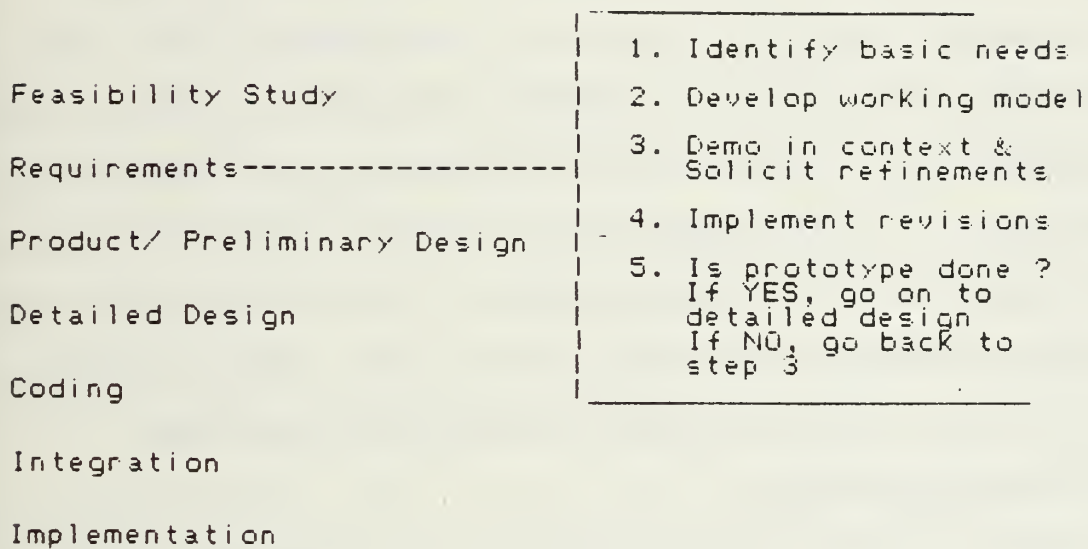 Feasibility Study
Requirements-----------------
Product/ Preliminary Design
Detailed Design
Coding
Integration
Implementation
1. Identify basic needs
2. Develop working model
3. Demo in context &
Solicit refinements
4. Implement revisions
5. Is prototype done ?
If YES, go on to
detailed design
If NO, go back to
step 3